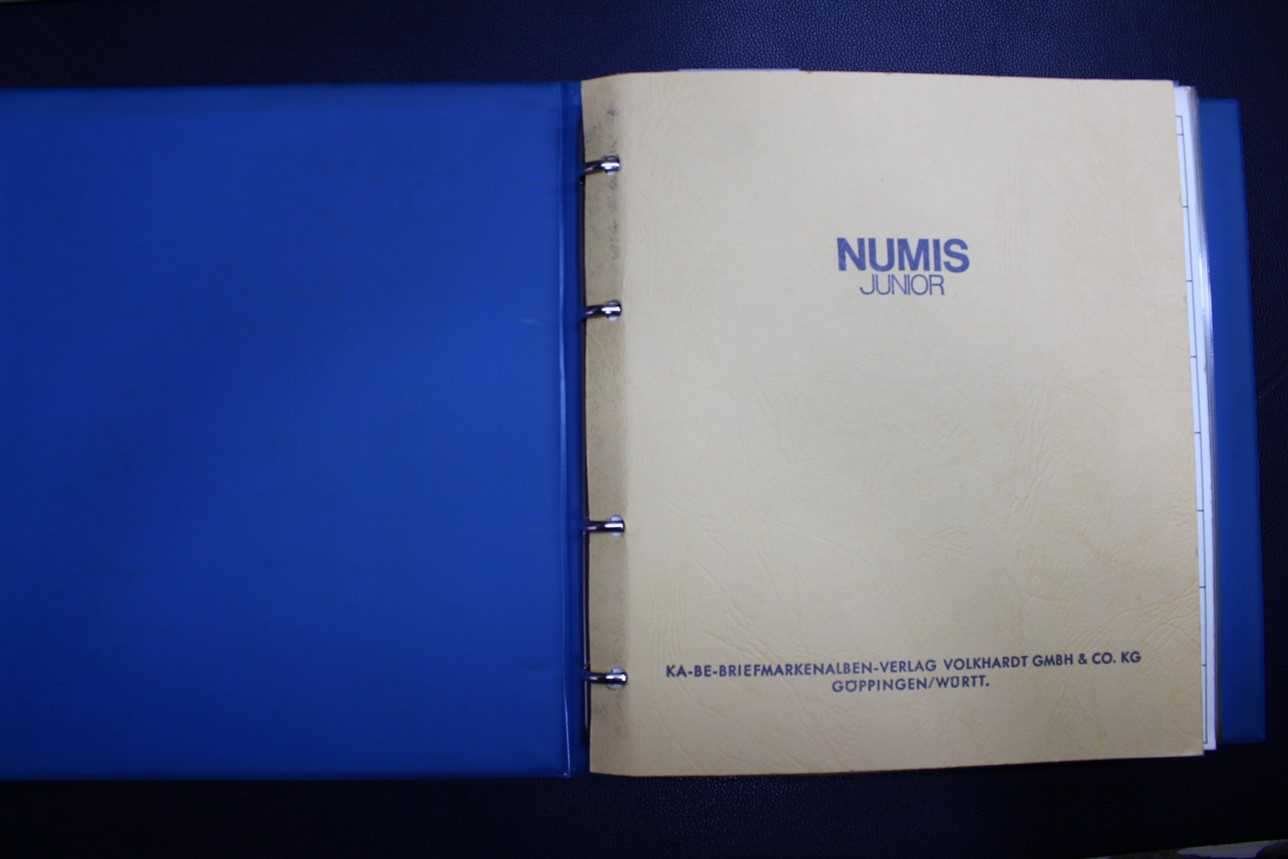 NUMIS
JUNIOR
KA-BE-BRIEFMARKENALBEN-VERLAG VOLKHARDT GMBH & CO. KG
GÖPPINGEN/WÜRTT.